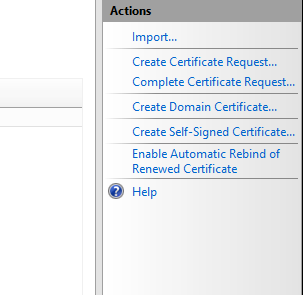 Actions
Import...
Create Certificate Request...
Complete Certificate Request...
Create Domain Certificate...
Create Self-Signed Certificate...
Enable Automatic Rebind of
Renewed Certificate
? Help